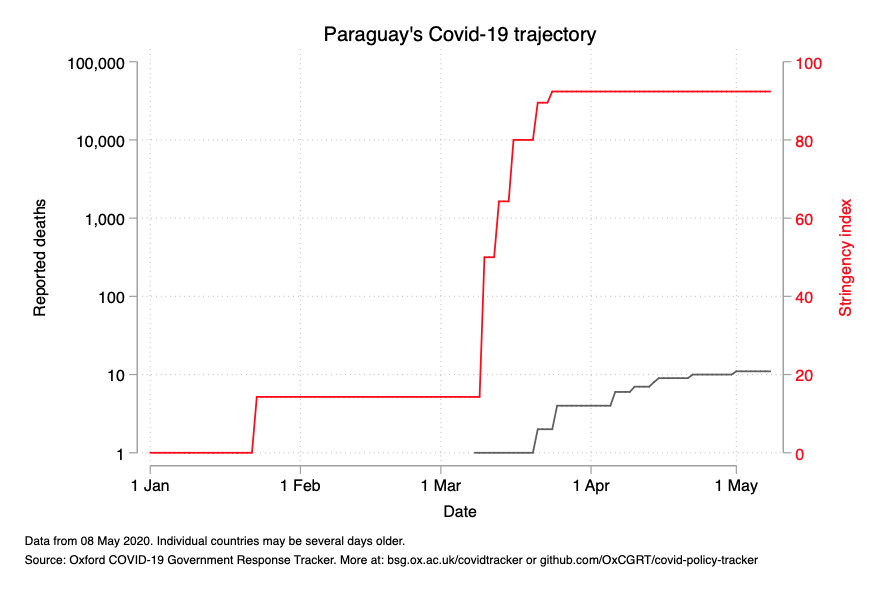 Paraguay's Covid-19 trajectory
100,000
10,000
1,000
100
10
1
Reported deaths
100
80
60
40
20
0
Stringency index
1 Jan
1 Feb
1 Mar
1 Apr
1 May
Date
Data from 08 May 2020. Individual countries may be several days older.
Source: Oxford COVID-19 Government Response Tracker. More at: bsg.ox.ac.uk/covidtracker or github.com/OxCGRT/covid-policy-tracker